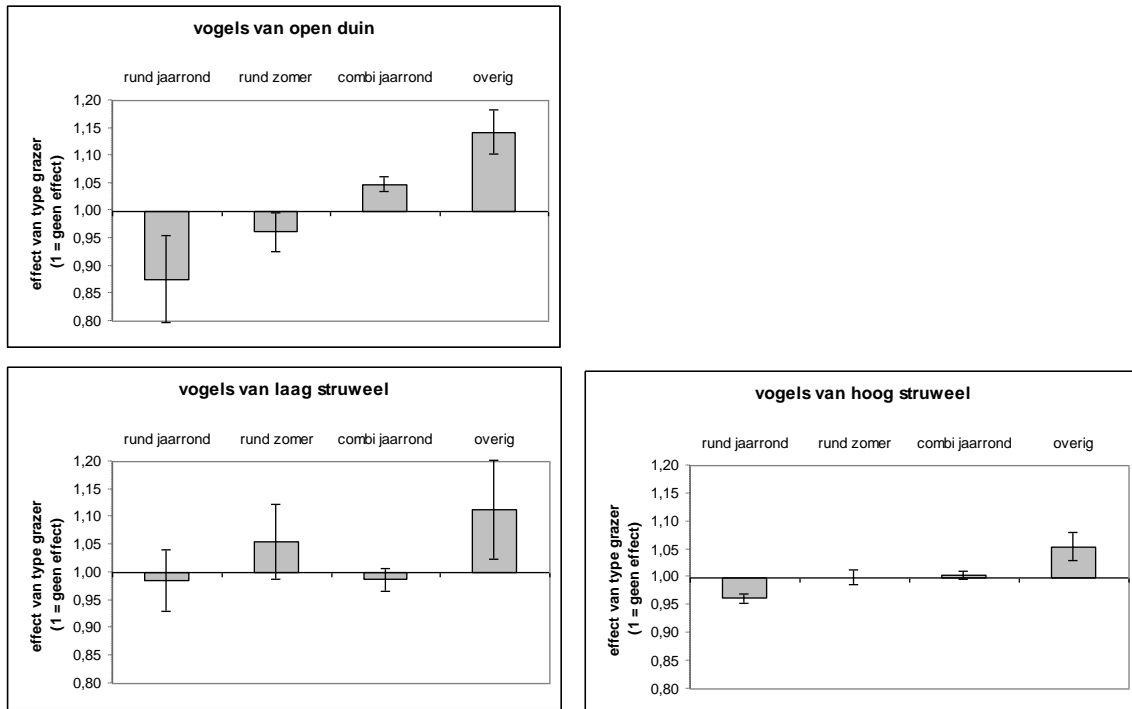 vogels van open duin
rund jaarrond rund zomer combi jaarrond overig
effect van type grazer
(1 = geen effect)
1,20
1,15
1,10
1,05
1,00
0,95
0,90
0,85
0,80
vogels van laag struweel
rund jaarrond rund zomer combi jaarrond overig
effect van type grazer
(1 = geen effect)
1,20
1,15
1,10
1,05
1,00
0,95
0,90
0,85
0,80
vogels van hoog struweel
rund jaarrond rund zomer combi jaarrond overig
effect van type grazer
(1 = geen effect)
1,20
1,15
1,10
1,05
1,00
0,95
0,90
0,85
0,80